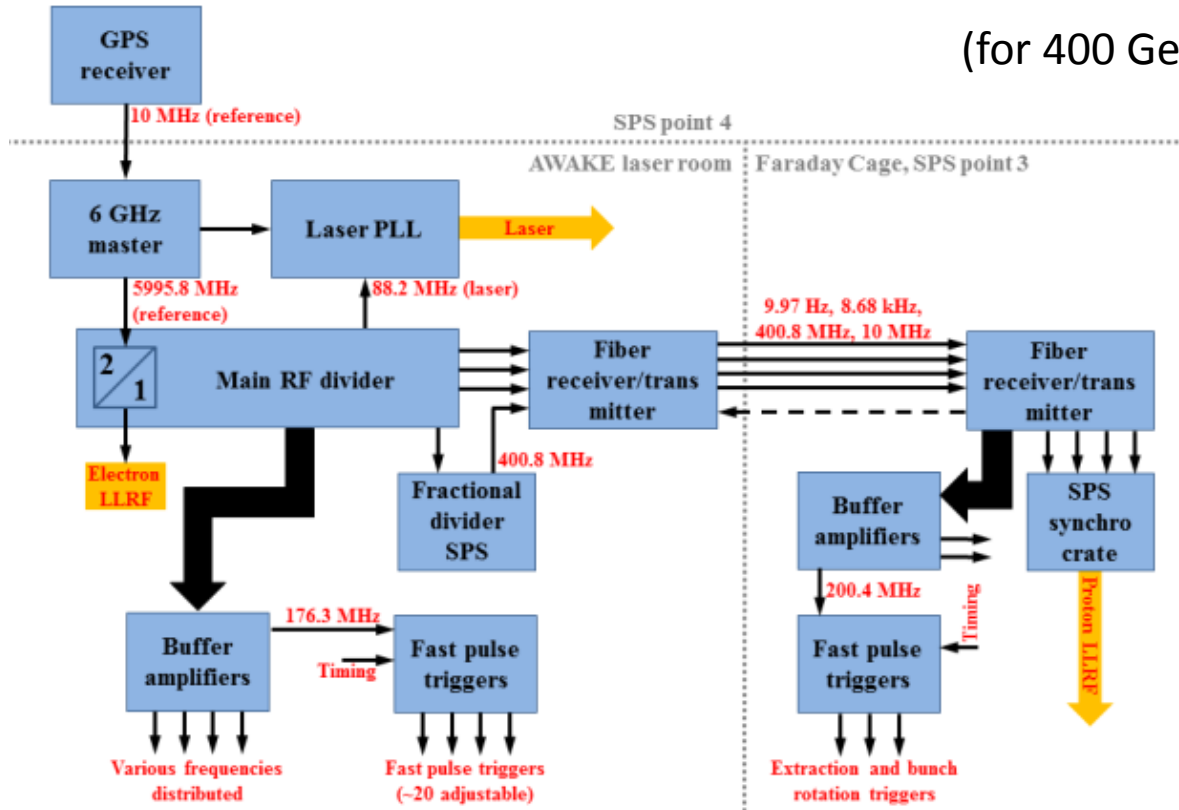 (for 400 Ge
GPS
receiver
10 MHz (reference)
SPS point 4
AWAKE laser room
Faraday Cage, SPS point 3
6 GHz
master
Laser PLL
Laser
5995.8 MHz
(reference)
88.2 MHz (laser)
9.97 Hz, 8.68 kHz,
400.8 MHz, 10 MHz
2
1
Main RF divider
Fiber
receiver/trans
mitter
Fiber
receiver/trans
mitter
Electron
LLRF
400.8 MHz
Fractional
divider
SPS
Buffer
amplifiers
SPS
synchro
crate
200.4 MHz
Timing
Proton LLRF
176.3 MHz
Buffer
amplifiers
Timing
Fast pulse
triggers
Fast pulse
triggers
Various frequencies
distributed
Fast pulse triggers
(~20 adjustable)
Extraction and bunch
rotation triggers